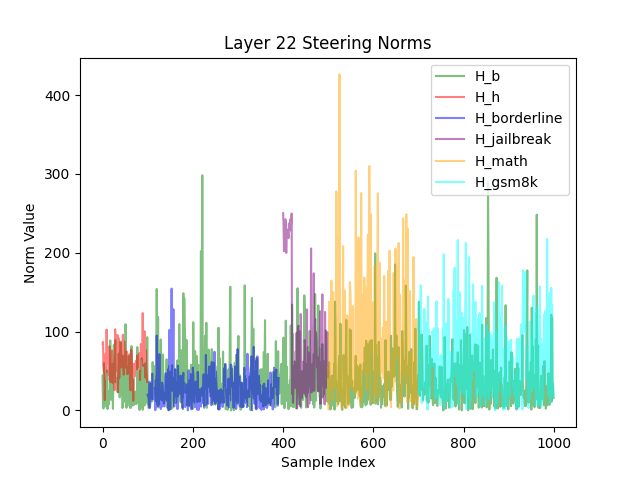 Layer 22 Steering Norms
H_b
H_h
H_borderline
H_jailbreak
H_math
H_gsm8k
400
300
200
100
0
Norm Value
0 200 400 600 800 1000
Sample Index